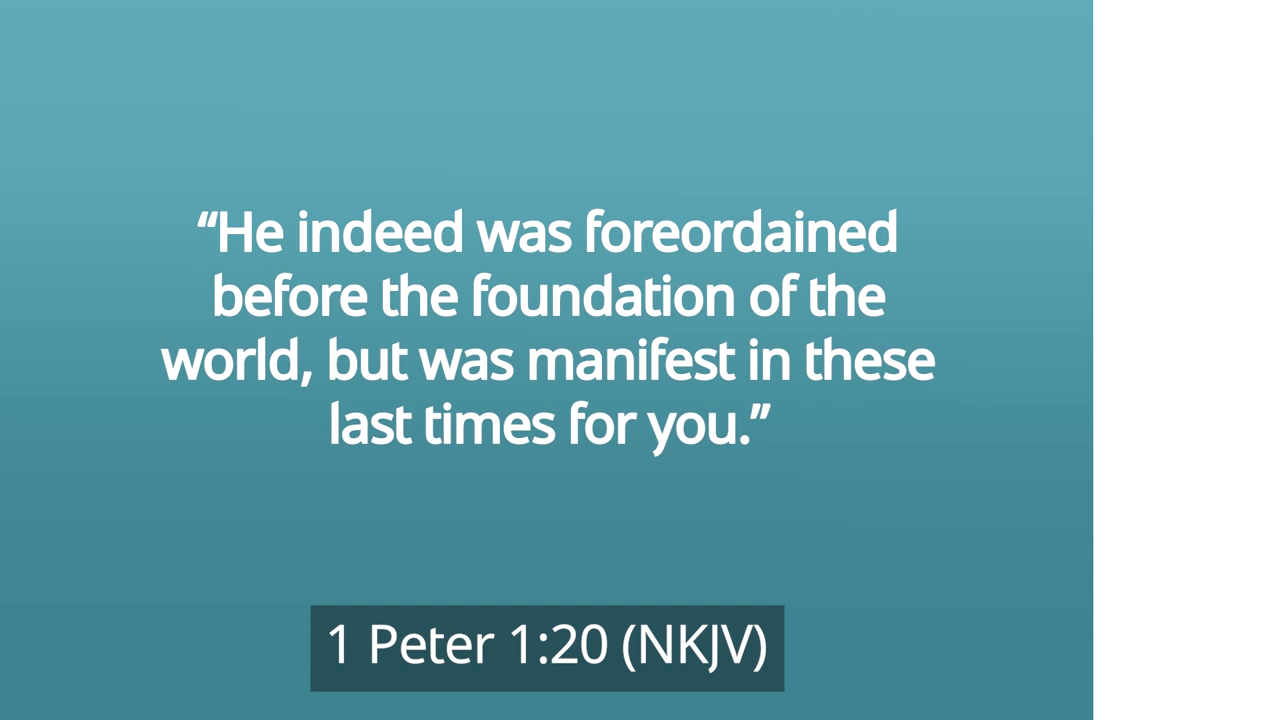 “He indeed was foreordained
before the foundation of the
world, but was manifest in these
last times for you.”
1 Peter 1:20 (NKJV)